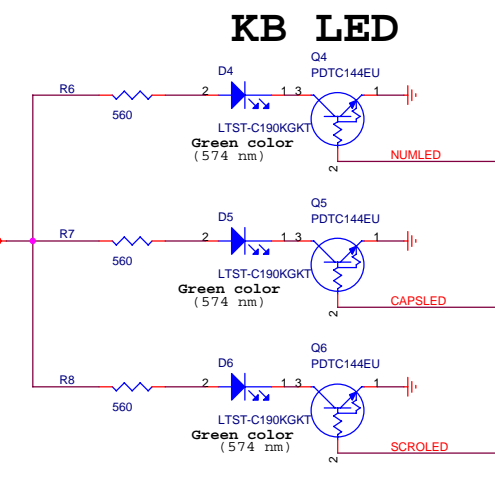 KB LED
Q4
PDTC144EU
D4
R6
2
1
3
1
560
LTST-C190KGKT
Green color
(574 nm)
NUMLED
2
Q5
PDTC144EU
D5
R7
2
1
3
1
560
LTST-C190KGKT
Green color
(574 nm)
CAPSLED
2
Q6
PDTC144EU
D6
R8
2
1
3
1
560
LTST-C190KGKT
Green color
(574 nm)
SCROLED
2